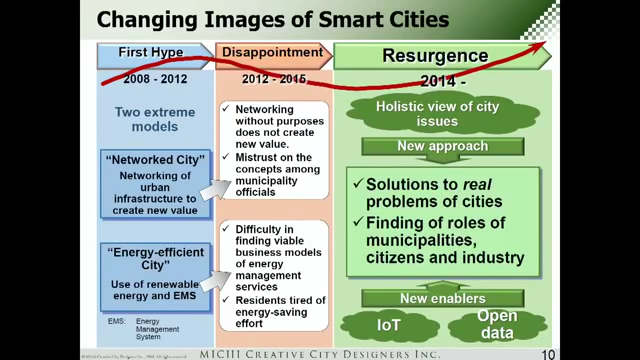 Changing Images of Smart Cities
First Hype
2008 - 2012
Two extreme
models
"Networked City"
Networking of
urban
infrastructure to
create new value
"Energy-efficient
City"
Use of renewable
energy and EMS
EMS: Energy
Management
System
Disappointment
2012 - 2015
✓ Networking
without purposes
does not create
new value.
✓ Mistrust on the
concepts among
municipality
officials
✓ Difficulty in
finding viable
business models
of energy
management
services
✓ Residents tired of
energy-saving
effort
Resurgence
2014 -
Holistic view of city
issues
New approach
✓ Solutions to real
problems of cities
✓ Finding of roles of
municipalities,
citizens and industry
New enablers
IoT
Open
data
MICIII CREATIVE CITY DESIGNERS INC.
10